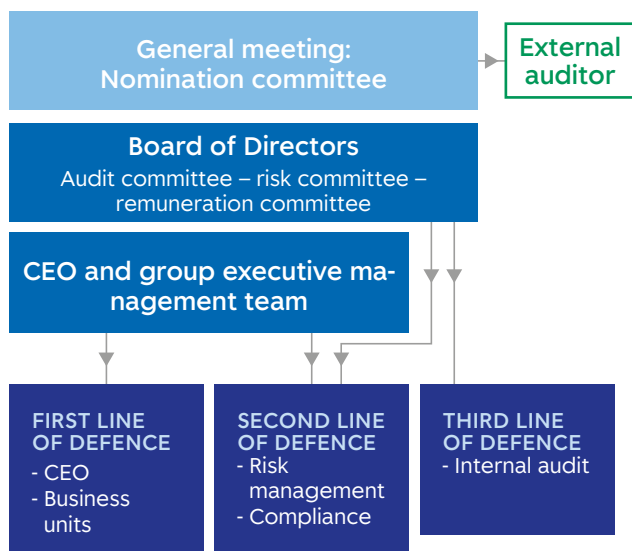 General meeting:
Nomination committee
External
auditor
Board of Directors
Audit committee – risk committee –
remuneration committee
CEO and group executive ma-
nagement team
FIRST LINE
OF DEFENCE
- CEO
- Business
units
SECOND LINE
OF DEFENCE
- Risk
management
- Compliance
THIRD LINE
OF DEFENCE
- Internal audit